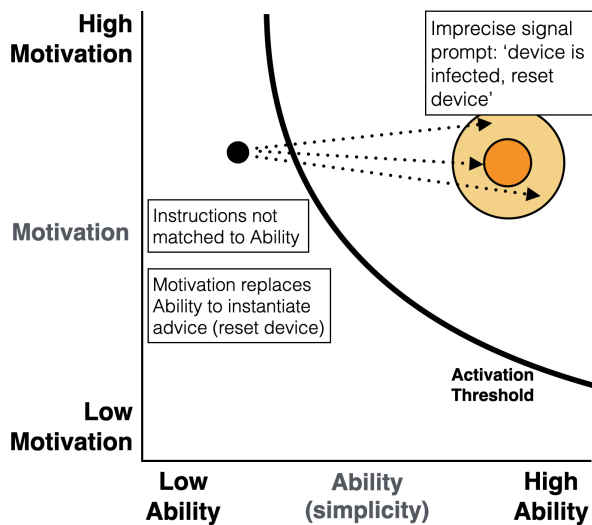 High
Motivation
Imprecise signal
prompt: ‘device is
infected, reset
device’
Motivation
Instructions not
matched to Ability
Motivation replaces
Ability to instantiate
advice (reset device)
Activation
Threshold
Low
Motivation
Low
Ability
Ability
(simplicity)
High
Ability